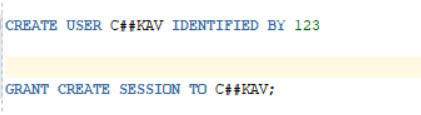 CREATE USER C##KAV IDENTIFIED BY 123
GRANT CREATE SESSION TO C##KAV;